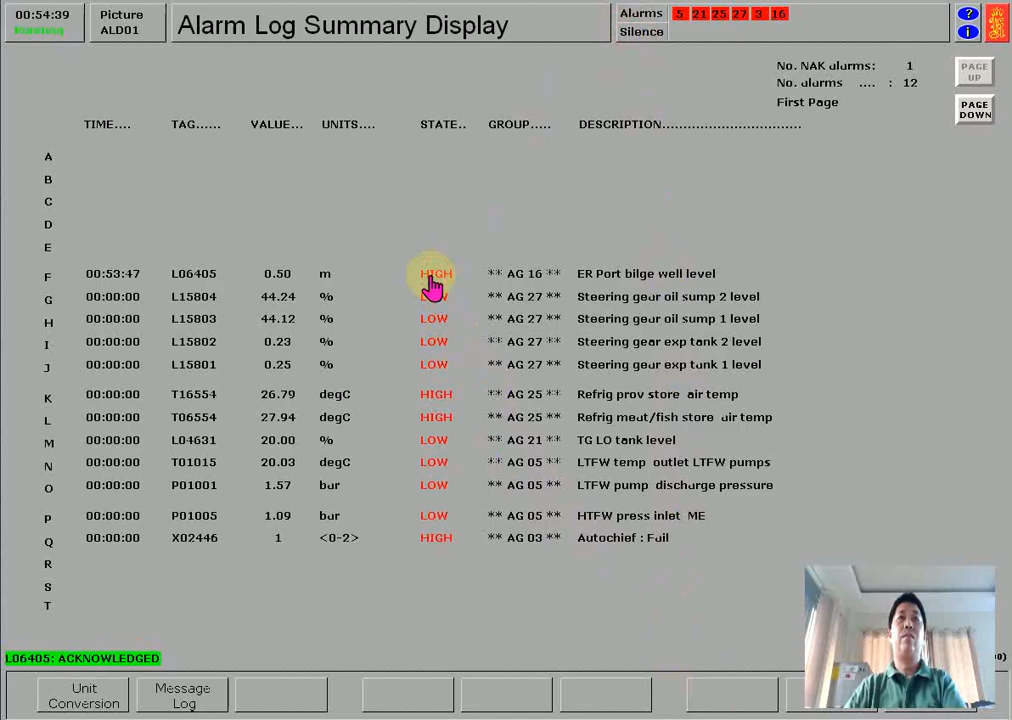 00:54:39
Running
Picture
ALD01
Alarm Log Summary Display
Alarms 5 21 25 27 3 16
Silence
?
i
No. NAK alarms: 1
No. alarms .... : 12
First Page
PAGE UP
PAGE DOWN
TIME.... TAG...... VALUE... UNITS.... STATE.. GROUP..... DESCRIPTION................................
A
B
C
D
E
F 00:53:47 L06405 0.50 m HIGH ** AG 16 ** ER Port bilge well level
G 00:00:00 L15804 44.24 % LOW ** AG 27 ** Steering gear oil sump 2 level
H 00:00:00 L15803 44.12 % LOW ** AG 27 ** Steering gear oil sump 1 level
I 00:00:00 L15802 0.23 % LOW ** AG 27 ** Steering gear exp tank 2 level
J 00:00:00 L15801 0.25 % LOW ** AG 27 ** Steering gear exp tank 1 level
K 00:00:00 T16554 26.79 degC HIGH ** AG 25 ** Refrig prov store air temp
L 00:00:00 T06554 27.94 degC HIGH ** AG 25 ** Refrig meat/fish store air temp
M 00:00:00 L04631 20.00 % LOW ** AG 21 ** TG LO tank level
N 00:00:00 T01015 20.03 degC LOW ** AG 05 ** LTFW temp outlet LTFW pumps
O 00:00:00 P01001 1.57 bar LOW ** AG 05 ** LTFW pump discharge pressure
P 00:00:00 P01005 1.09 bar LOW ** AG 05 ** HTFW press inlet ME
Q 00:00:00 X02446 1 <0-2> HIGH ** AG 03 ** Autochief : Fail
R
S
T
L06405: ACKNOWLEDGED
Unit Conversion
Message Log